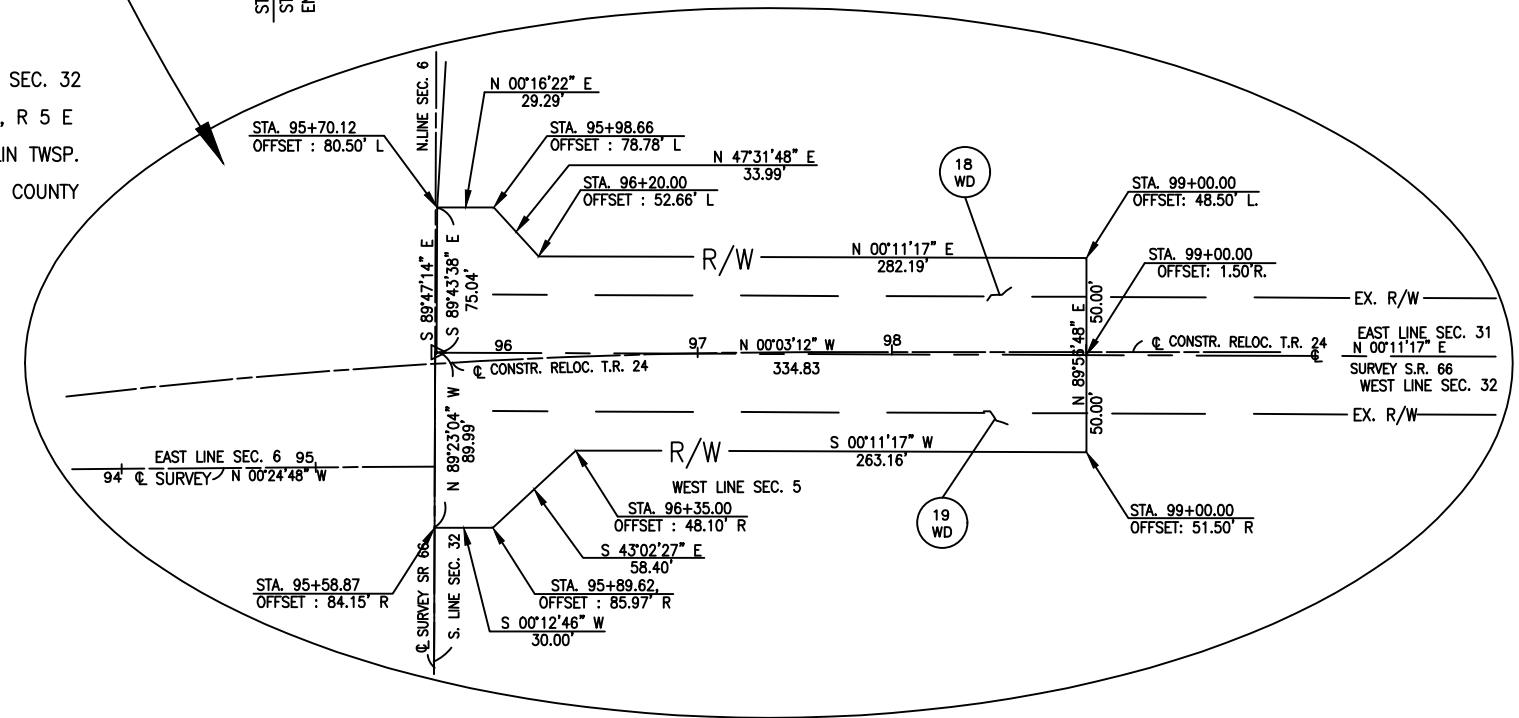 ST
ST
EN
SEC. 32
, R 5 E
IN TWSP.
COUNTY
N.LINE SEC. 6
N 00°16'22" E
29.29'
STA. 95+70.12
OFFSET : 80.50' L
STA. 95+98.66
OFFSET : 78.78' L
N 47°31'48" E
33.99'
STA. 96+20.00
OFFSET : 52.66' L
18
WD
STA. 99+00.00
OFFSET: 48.50' L.
STA. 99+00.00
OFFSET: 1.50'R.
S 89°47'14" E
S 89°43'38" E
75.04'
R/W
N 00°11'17" E
282.19'
50.00'
EX. R/W
N 89°56'48" E
96
97
N 00°03'12" W
334.83
98
℄ CONSTR. RELOC. T.R. 24
℄ CONSTR. RELOC. T.R. 24
℄
EAST LINE SEC. 31
N 00°11'17" E
SURVEY S.R. 66
WEST LINE SEC. 32
EX. R/W
50.00'
N 89°23'04" W
89.99'
EAST LINE SEC. 6 95
94 ℄ SURVEY N 00°24'48" W
R/W
S 00°11'17" W
263.16'
WEST LINE SEC. 5
STA. 96+35.00
OFFSET : 48.10' R
19
WD
STA. 99+00.00
OFFSET: 51.50' R
S 43°02'27" E
58.40'
STA. 95+58.87
OFFSET : 84.15' R
STA. 95+89.62,
OFFSET : 85.97' R
S 00°12'46" W
30.00'
℄ SURVEY SR 66
S. LINE SEC. 32